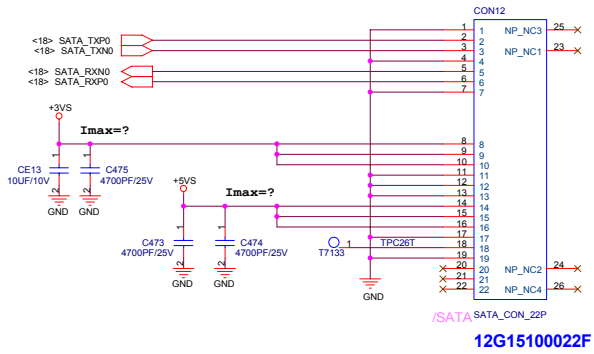 CON12
1 1 NP_NC3 25
<18> SATA_TXP0 2 2
<18> SATA_TXN0 3 3 NP_NC1 23
4 4
<18> SATA_RXN0 5 5
<18> SATA_RXP0 6 6
7 7
+3VS
Imax=?
8 8
9 9
10 10
1 1
CE13 C475
10UF/10V 4700PF/25V
2 2
GND GND
11 11
12 12
13 13
+5VS
Imax=?
14 14
15 15
16 16
17 17
1 1
C473 C474
4700PF/25V 4700PF/25V
2 2
GND GND
T7133 1 TPC26T 18 18
19 19
20 20 NP_NC2 24
21 21
22 22 NP_NC4 26
GND
/SATA SATA_CON_22P
12G15100022F